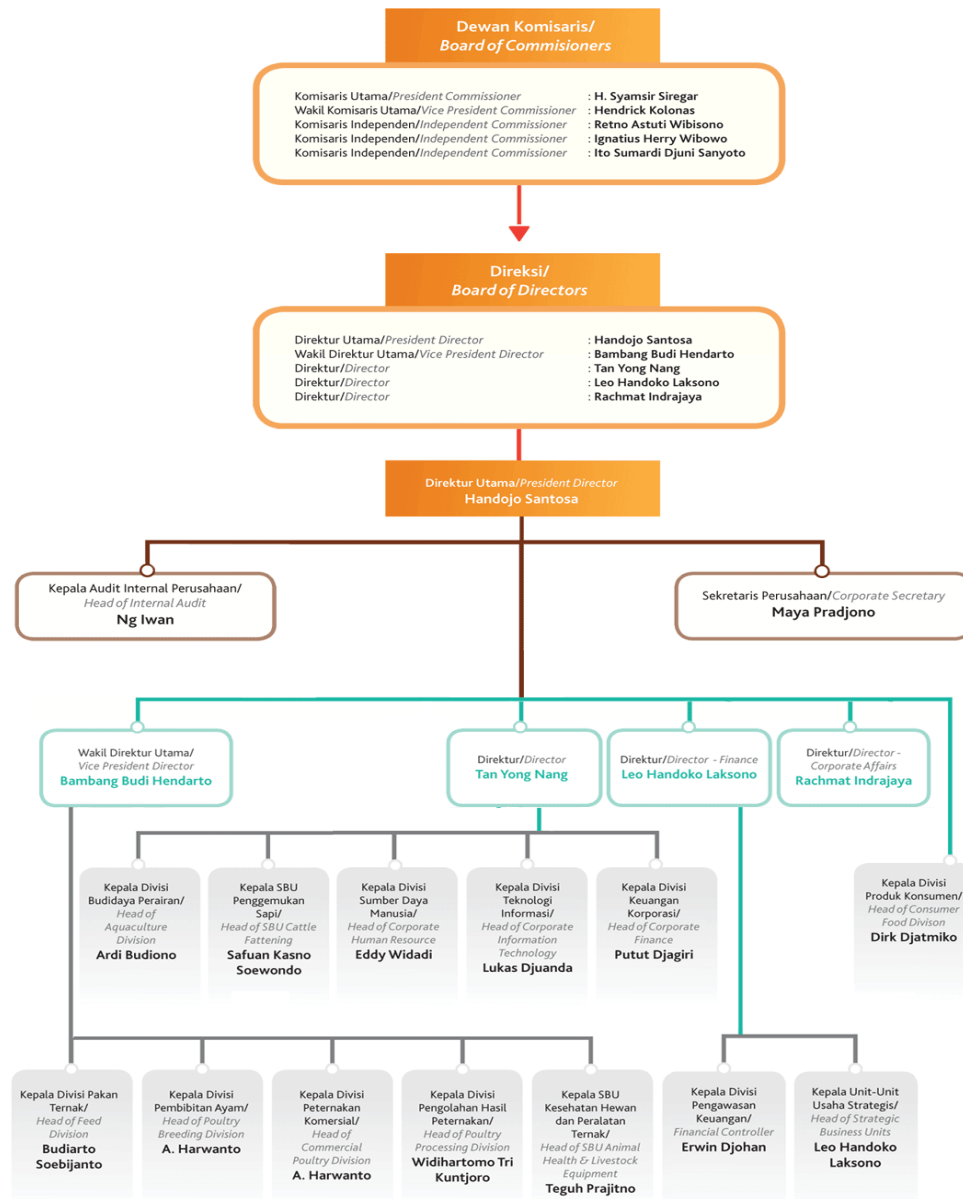 Dewan Komisaris/
Board of Commisioners
Komisaris Utama/President Commissioner : H. Syamsir Siregar
Wakil Komisaris Utama/Vice President Commissioner : Hendrick Kolonas
Komisaris Independen/Independent Commissioner : Retno Astuti Wibisono
Komisaris Independen/Independent Commissioner : Ignatius Herry Wibowo
Komisaris Independen/Independent Commissioner : Ito Sumardi Djuni Sanyoto
Direksi/
Board of Directors
Direktur Utama/President Director : Handojo Santosa
Wakil Direktur Utama/Vice President Director : Bambang Budi Hendarto
Direktur/Director : Tan Yong Nang
Direktur/Director : Leo Handoko Laksono
Direktur/Director : Rachmat Indrajaya
Direktur Utama/President Director
Handojo Santosa
Kepala Audit Internal Perusahaan/
Head of Internal Audit
Ng Iwan
Sekretaris Perusahaan/Corporate Secretary
Maya Pradjono
Wakil Direktur Utama/
Vice President Director
Bambang Budi Hendarto
Direktur/Director
Tan Yong Nang
Direktur/Director - Finance
Leo Handoko Laksono
Direktur/Director -
Corporate Affairs
Rachmat Indrajaya
Kepala Divisi
Budidaya Perairan/
Head of
Aquaculture
Division
Ardi Budiono
Kepala SBU
Penggemukan
Sapi/
Head of SBU Cattle
Fattening
Safuan Kasno
Soewondo
Kepala Divisi
Sumber Daya
Manusia/
Head of Corporate
Human Resource
Eddy Widadi
Kepala Divisi
Teknologi
Informasi/
Head of Corporate
Information
Technology
Lukas Djuanda
Kepala Divisi
Keuangan
Korporasi/
Head of Corporate
Finance
Putut Djagiri
Kepala Divisi
Produk Konsumen/
Head of Consumer
Food Divison
Dirk Djatmiko
Kepala Divisi Pakan
Ternak/
Head of Feed
Division
Budiarto
Soebijanto
Kepala Divisi
Pembibitan Ayam/
Head of Poultry
Breeding Division
A. Harwanto
Kepala Divisi
Peternakan
Komersial/
Head of
Commercial
Poultry Division
A. Harwanto
Kepala Divisi
Pengolahan Hasil
Peternakan/
Head of Poultry
Processing Division
Widihartomo Tri
Kuntjoro
Kepala SBU
Kesehatan Hewan
dan Peralatan
Ternak/
Head of SBU Animal
Health & Livestock
Equipment
Teguh Prajitno
Kepala Divisi
Pengawasan
Keuangan/
Financial Controller
Erwin Djohan
Kepala Unit-Unit
Usaha Strategis/
Head of Strategic
Business Units
Leo Handoko
Laksono